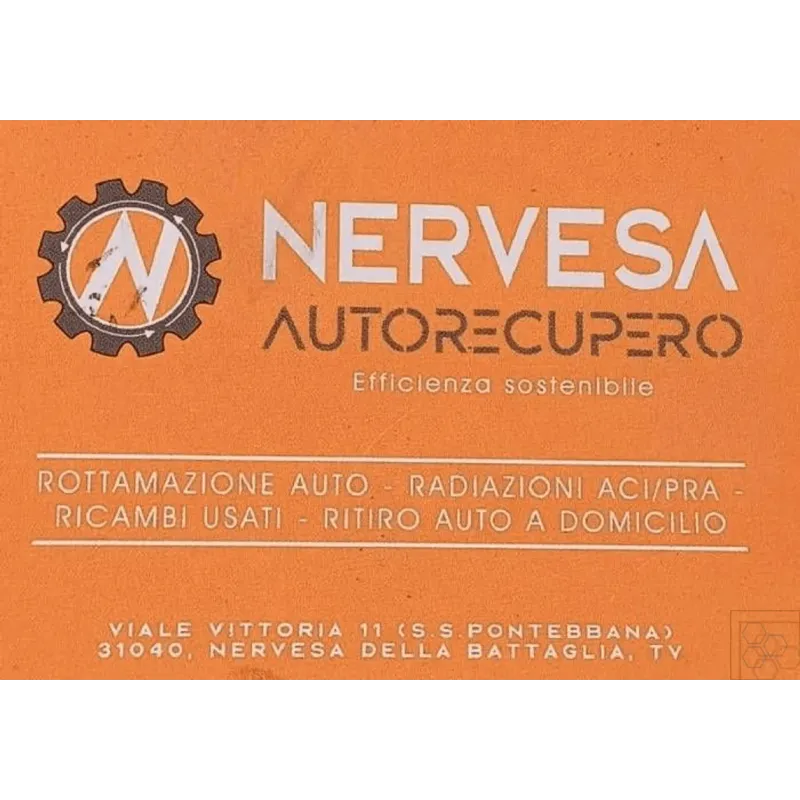 N
NERVESA
AUTORECUPERO
Efficienza sostenibile
ROTTAMAZIONE AUTO - RADIAZIONI ACI/PRA -
RICAMBI USATI - RITIRO AUTO A DOMICILIO
VIALE VITTORIA 11 (S.S.PONTEBBANA)
31040, NERVESA DELLA BATTAGLIA, TV